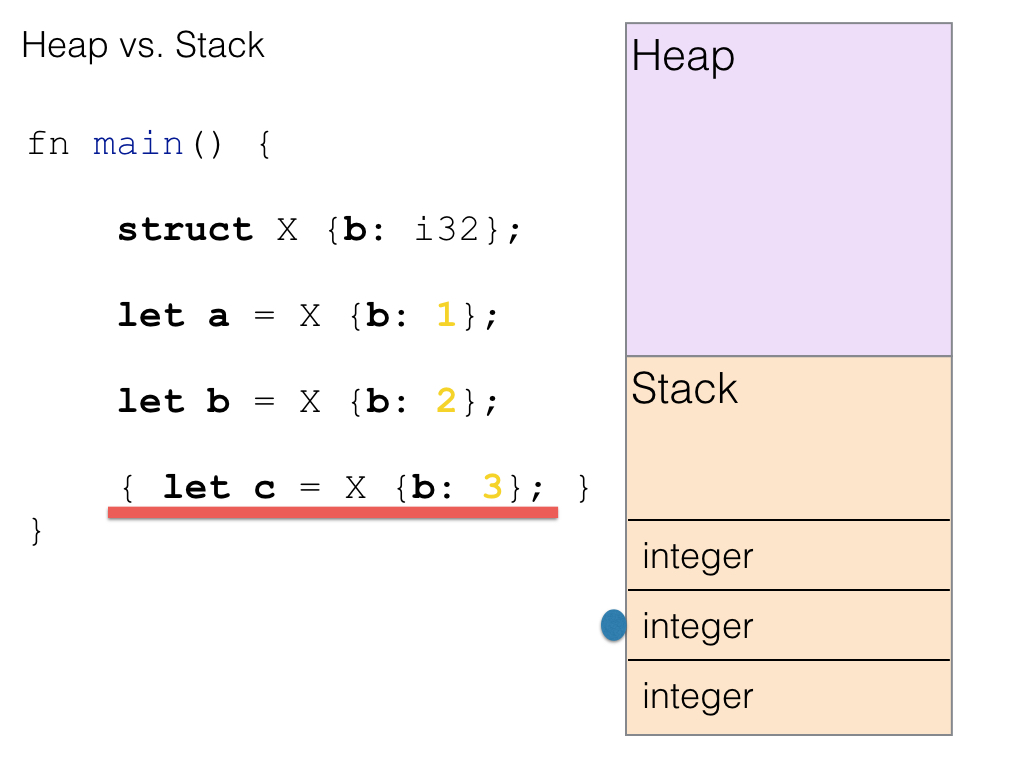 Heap vs. Stack
fn main() {
struct X {b: i32};
let a = X {b: 1};
let b = X {b: 2};
{ let c = X {b: 3}; }
}
Heap
Stack
integer
integer
integer